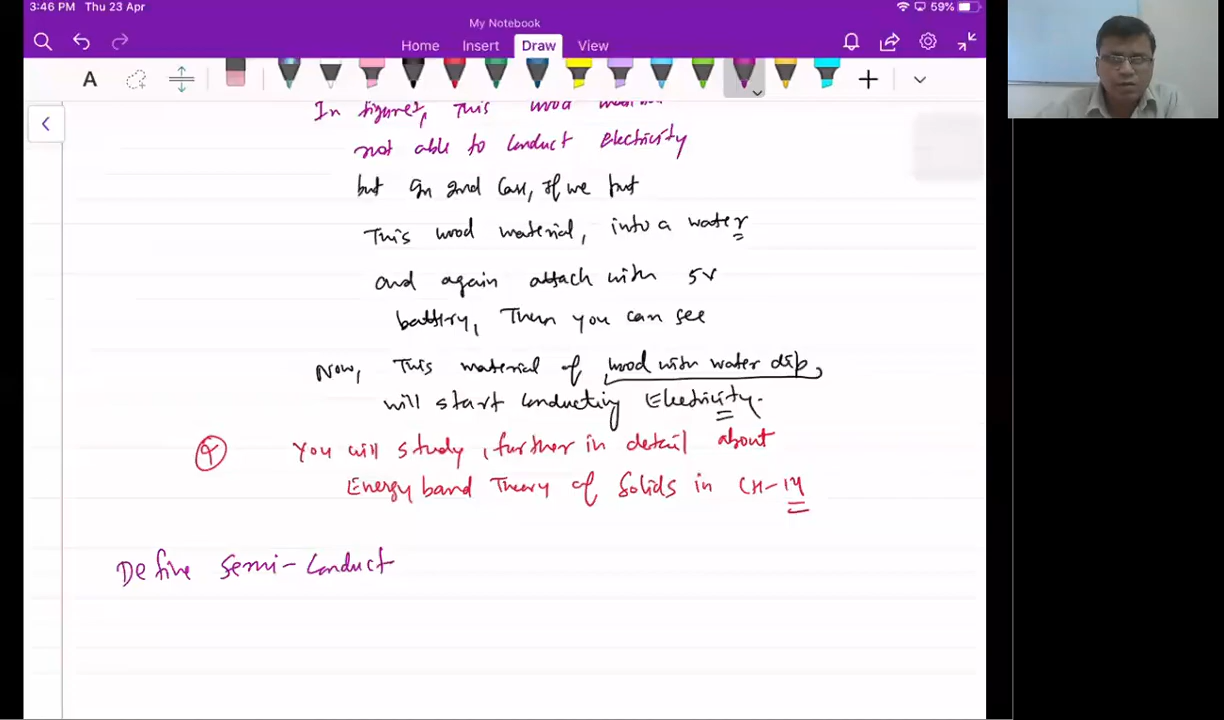 3:46 PM Thu 23 Apr
59%
My Notebook
Home Insert Draw View
A
In figure1, This wood
not able to Conduct Electricity
but In 2nd Case, If we put
This wood material, into a water
and again attach with 5V
battery, Then you can see
Now, This material of wood with water dip,
will start Conducting Electricity.
You will study, further in detail about
Energy band Theory of Solids in CH-14
Define Semi-Conduct